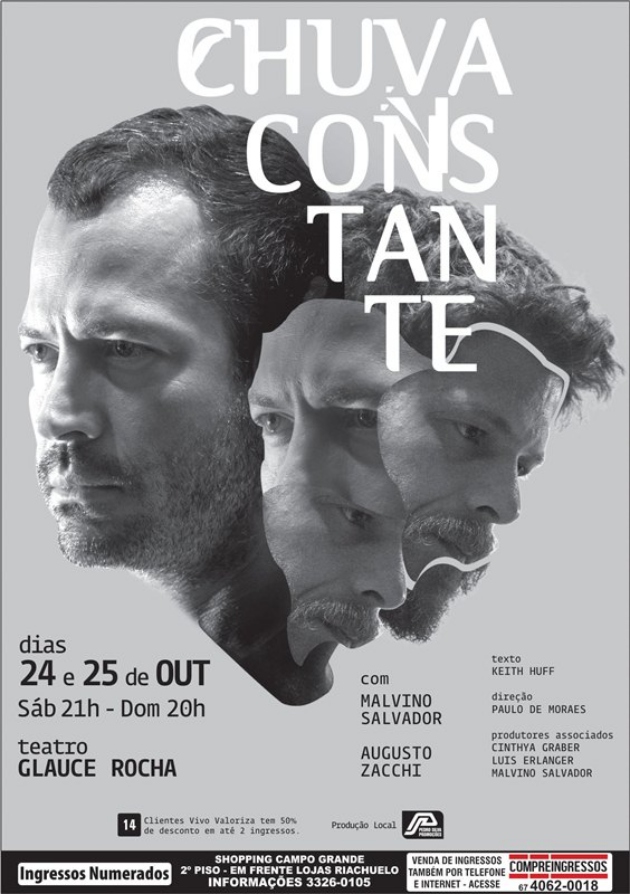 CHUVA
CONS
TAN
TE
dias
24 e 25 de OUT
Sáb 21h - Dom 20h
teatro
GLAUCE ROCHA
com
MALVINO
SALVADOR
AUGUSTO
ZACCHI
texto
KEITH HUFF
direção
PAULO DE MORAES
produtores associados
CINTHYA GRABER
LUIS ERLANGER
MALVINO SALVADOR
14 Clientes Vivo Valoriza tem 50%
de desconto em até 2 ingressos.
Produção Local
PEDRO SILVA
PROMOÇÕES
Ingressos Numerados
SHOPPING CAMPO GRANDE
2º PISO - EM FRENTE LOJAS RIACHUELO
INFORMAÇÕES 3326-0105
VENDA DE INGRESSOS
TAMBÉM POR TELEFONE
E INTERNET - ACESSE
COMPREINGRESSOS
67 4062-0018